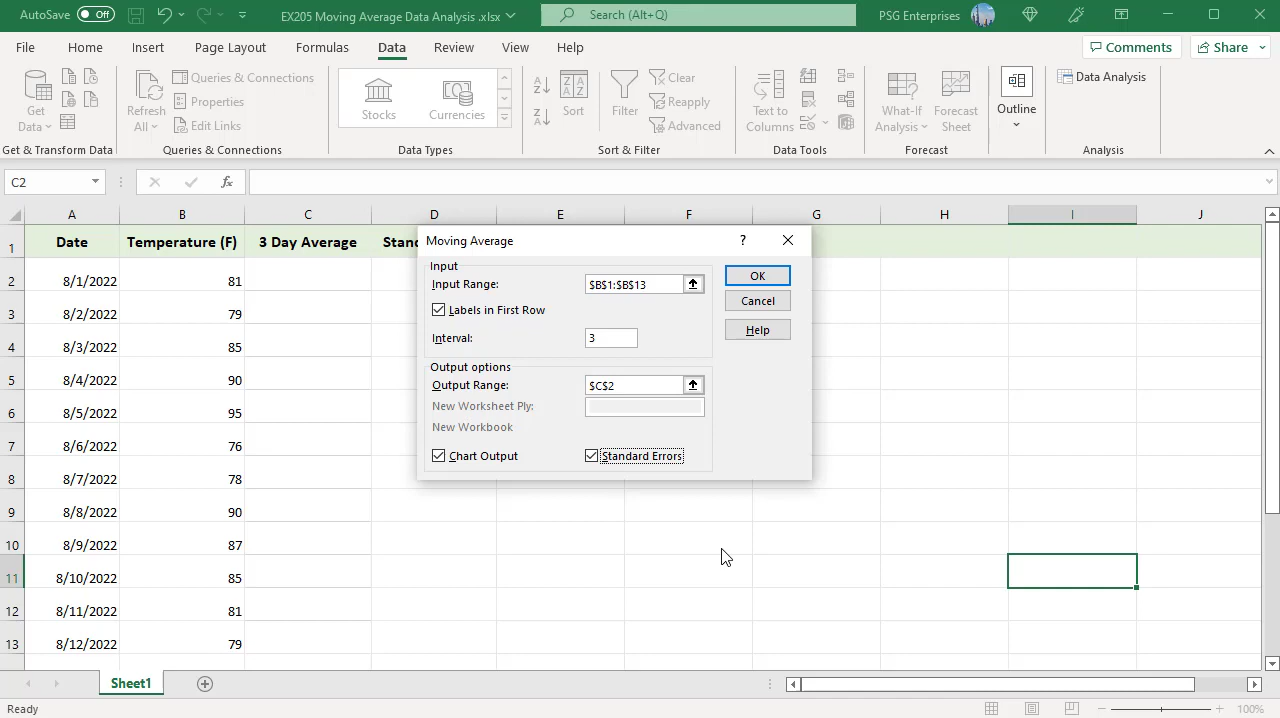 AutoSave Off EX205 Moving Average Data Analysis .xlsx Search (Alt+Q) PSG Enterprises
File Home Insert Page Layout Formulas Data Review View Help Comments Share
Get Data Refresh All Queries & Connections Properties Edit Links Stocks Currencies Sort Filter Clear Reapply Advanced Text to Columns What-If Analysis Forecast Sheet Outline Data Analysis
Get & Transform Data Queries & Connections Data Types Sort & Filter Data Tools Forecast Analysis
C2 fx
A B C D E F G H I J
1 Date Temperature (F) 3 Day Average Stan
2 8/1/2022 81
3 8/2/2022 79
4 8/3/2022 85
5 8/4/2022 90
6 8/5/2022 95
7 8/6/2022 76
8 8/7/2022 78
9 8/8/2022 90
10 8/9/2022 87
11 8/10/2022 85
12 8/11/2022 81
13 8/12/2022 79
Moving Average ?
Input
Input Range: $B$1:$B$13 OK
Labels in First Row Cancel
Interval: 3 Help
Output options
Output Range: $C$2
New Worksheet Ply:
New Workbook
Chart Output Standard Errors
Sheet1
Ready 100%